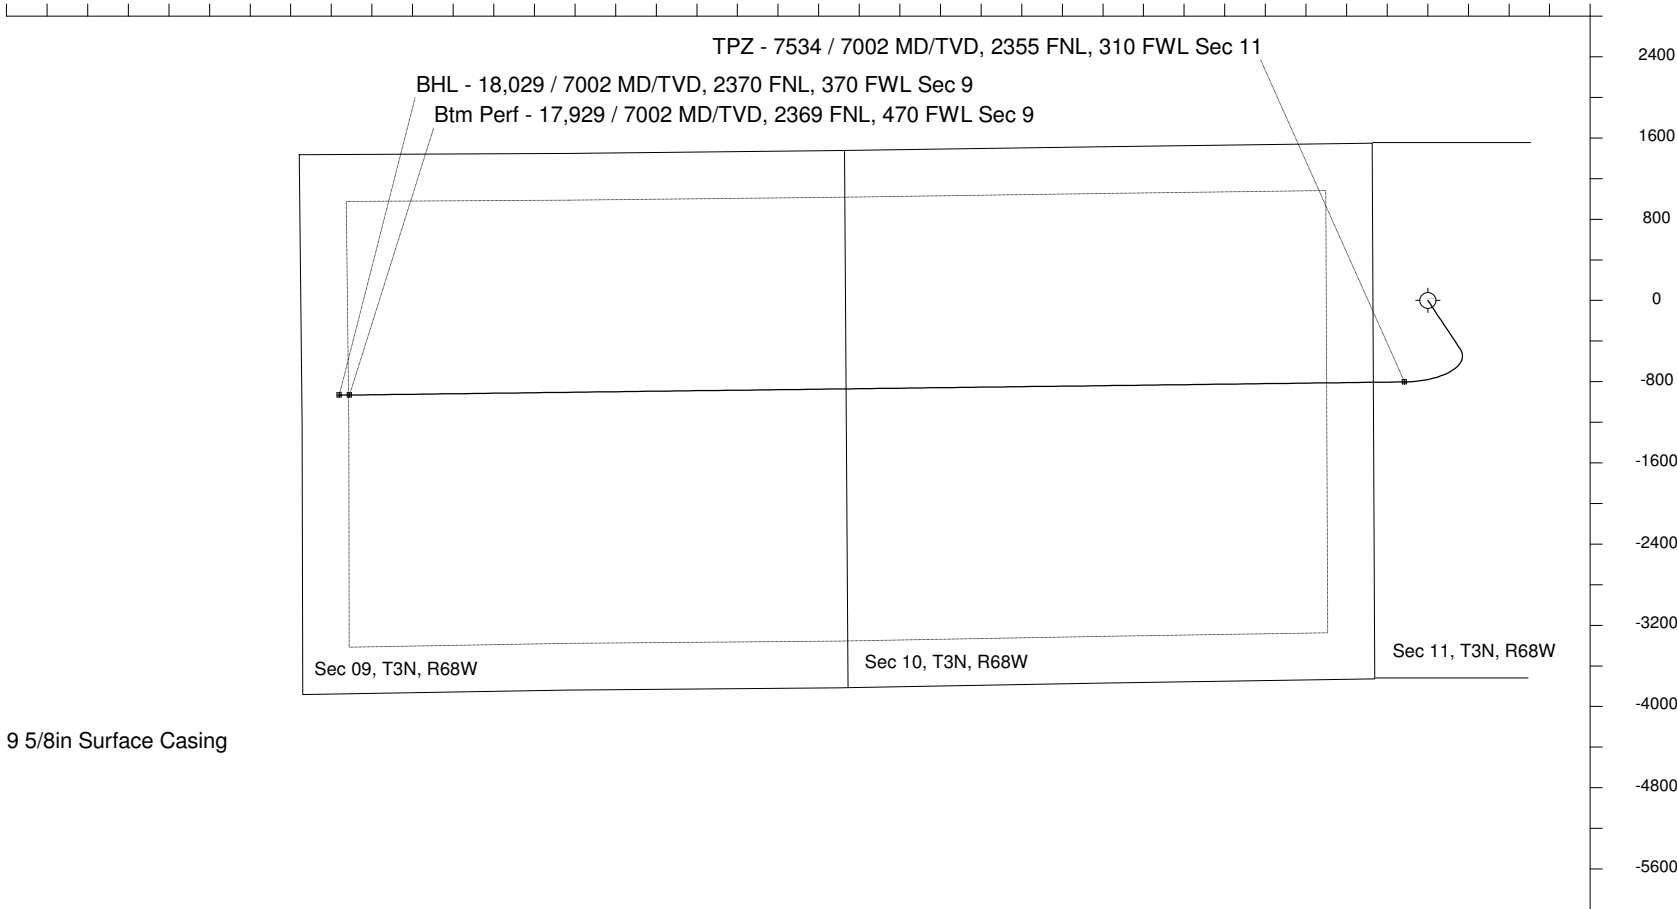 TPZ - 7534 / 7002 MD/TVD, 2355 FNL, 310 FWL Sec 11
2400
BHL - 18,029 / 7002 MD/TVD, 2370 FNL, 370 FWL Sec 9
Btm Perf - 17,929 / 7002 MD/TVD, 2369 FNL, 470 FWL Sec 9
1600
800
0
-800
-1600
-2400
-3200
Sec 09, T3N, R68W
Sec 10, T3N, R68W
Sec 11, T3N, R68W
-4000
9 5/8in Surface Casing
-4800
-5600